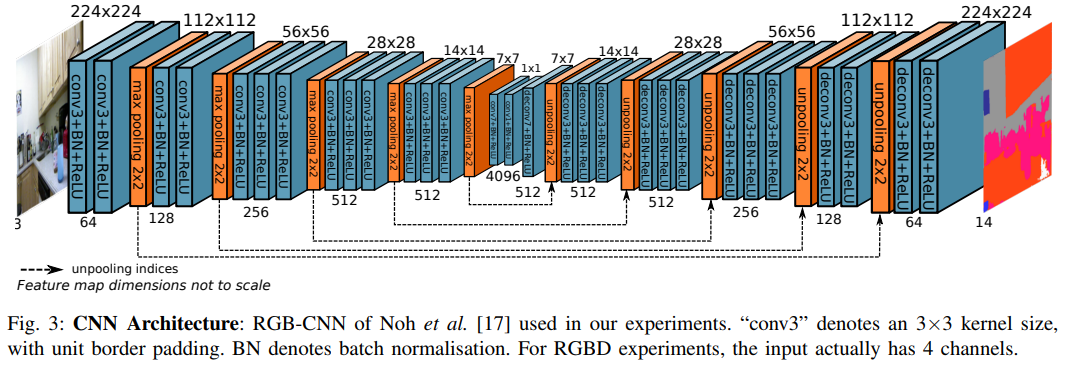 224x224
112x112
56x56
28x28
14x14
7x7
1x1
7x7
14x14
28x28
56x56
112x112
224x224
conv3+BN+ReLU
conv3+BN+ReLU
max pooling 2x2
conv3+BN+ReLU
conv3+BN+ReLU
max pooling 2x2
conv3+BN+ReLU
conv3+BN+ReLU
conv3+BN+ReLU
max pooling 2x2
conv3+BN+ReLU
conv3+BN+ReLU
conv3+BN+ReLU
max pooling 2x2
conv3+BN+ReLU
conv3+BN+ReLU
conv3+BN+ReLU
max pooling 2x2
conv7+BN+ReLU
conv1+BN+ReLU
deconv7+BN+ReLU
unpooling 2x2
deconv3+BN+ReLU
deconv3+BN+ReLU
deconv3+BN+ReLU
unpooling 2x2
deconv3+BN+ReLU
deconv3+BN+ReLU
deconv3+BN+ReLU
unpooling 2x2
deconv3+BN+ReLU
deconv3+BN+ReLU
deconv3+BN+ReLU
unpooling 2x2
deconv3+BN+ReLU
deconv3+BN+ReLU
unpooling 2x2
deconv3+BN+ReLU
deconv3+BN+ReLU
3
64
128
256
512
512
4096
512
512
512
256
128
64
14
unpooling indices
Feature map dimensions not to scale
Fig. 3: CNN Architecture: RGB-CNN of Noh et al. [17] used in our experiments. “conv3” denotes an 3×3 kernel size,
with unit border padding. BN denotes batch normalisation. For RGBD experiments, the input actually has 4 channels.